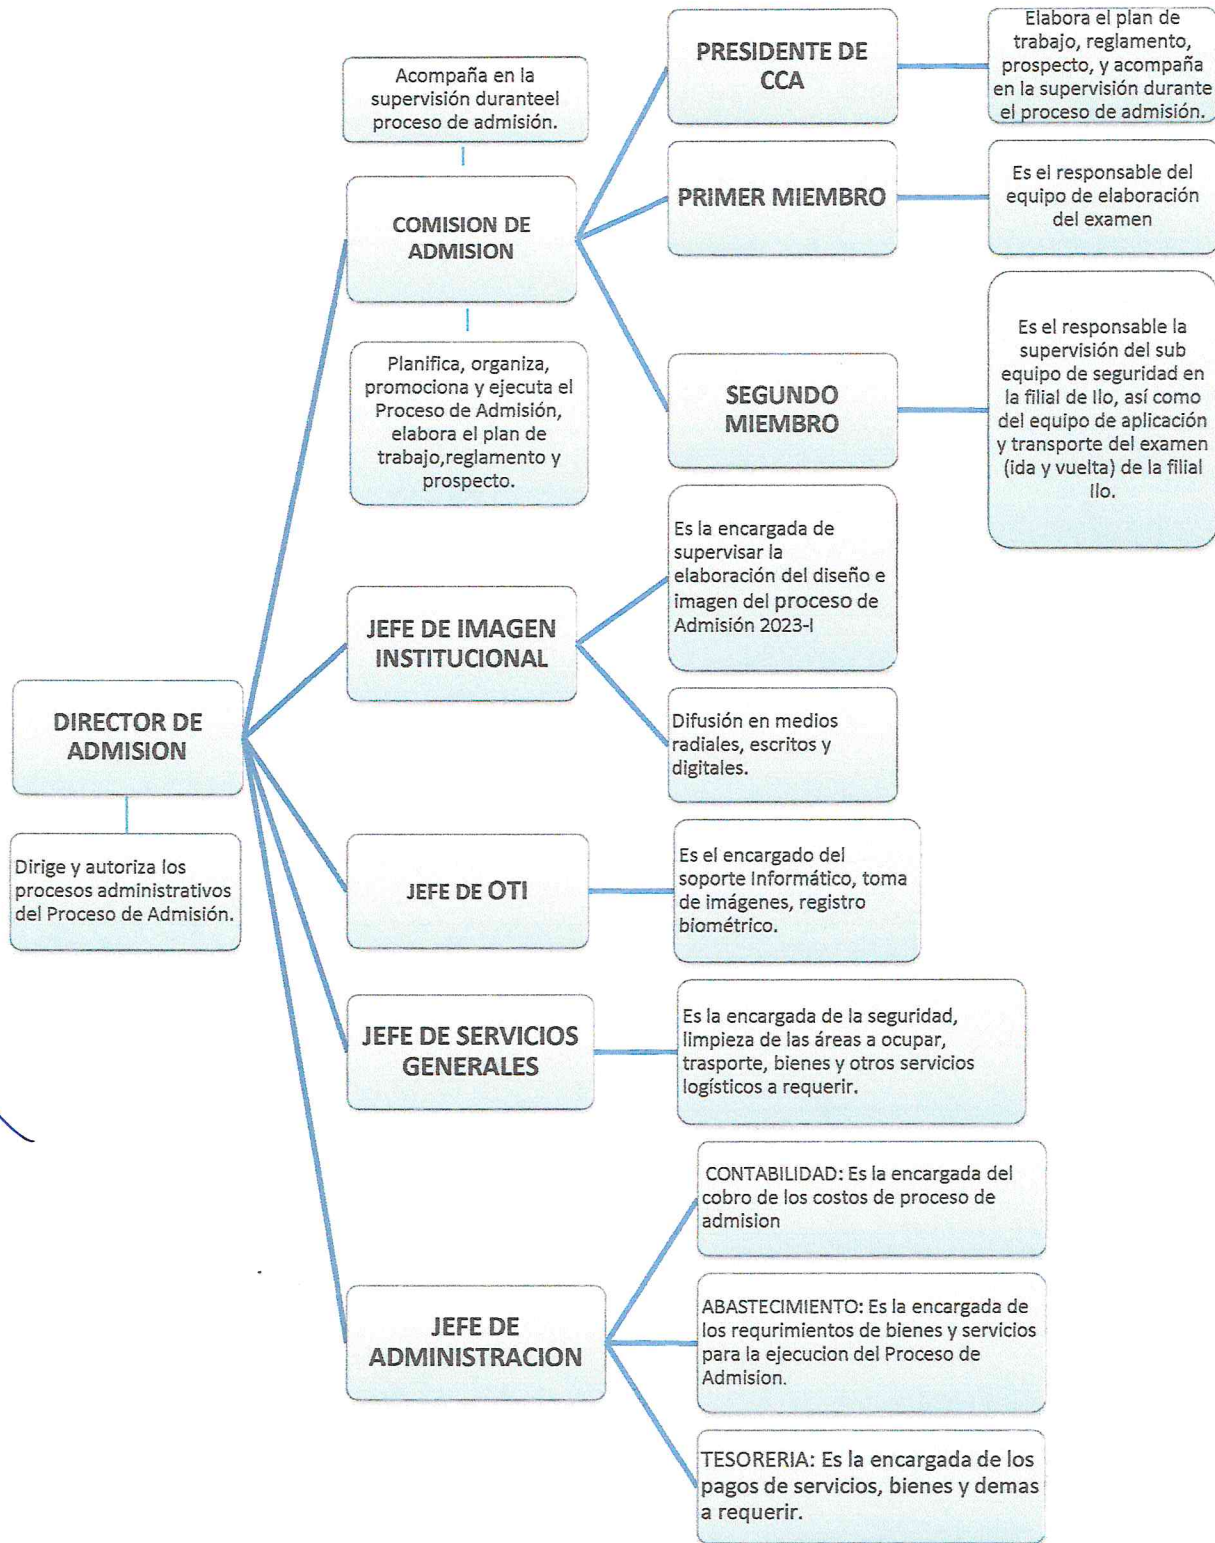 Acompaña en la
supervisión duranteel
proceso de admisión.
COMISION DE
ADMISION
Planifica, organiza,
promociona y ejecuta el
Proceso de Admisión,
elabora el plan de
trabajo,reglamento y
prospecto.
PRESIDENTE DE
CCA
Elabora el plan de
trabajo, reglamento,
prospecto, y acompaña
en la supervisión durante
el proceso de admisión.
PRIMER MIEMBRO
Es el responsable del
equipo de elaboración
del examen
SEGUNDO
MIEMBRO
Es el responsable la
supervisión del sub
equipo de seguridad en
la filial de Ilo, así como
del equipo de aplicación
y transporte del examen
(ida y vuelta) de la filial
Ilo.
DIRECTOR DE
ADMISION
Dirige y autoriza los
procesos administrativos
del Proceso de Admisión.
JEFE DE IMAGEN
INSTITUCIONAL
Es la encargada de
supervisar la
elaboración del diseño e
imagen del proceso de
Admisión 2023-I
Difusión en medios
radiales, escritos y
digitales.
JEFE DE OTI
Es el encargado del
soporte Informático, toma
de imágenes, registro
biométrico.
JEFE DE SERVICIOS
GENERALES
Es la encargada de la seguridad,
limpieza de las áreas a ocupar,
trasporte, bienes y otros servicios
logísticos a requerir.
JEFE DE
ADMINISTRACION
CONTABILIDAD: Es la encargada del
cobro de los costos de proceso de
admision
ABASTECIMIENTO: Es la encargada de
los requrimientos de bienes y servicios
para la ejecucion del Proceso de
Admision.
TESORERIA: Es la encargada de los
pagos de servicios, bienes y demas
a requerir.